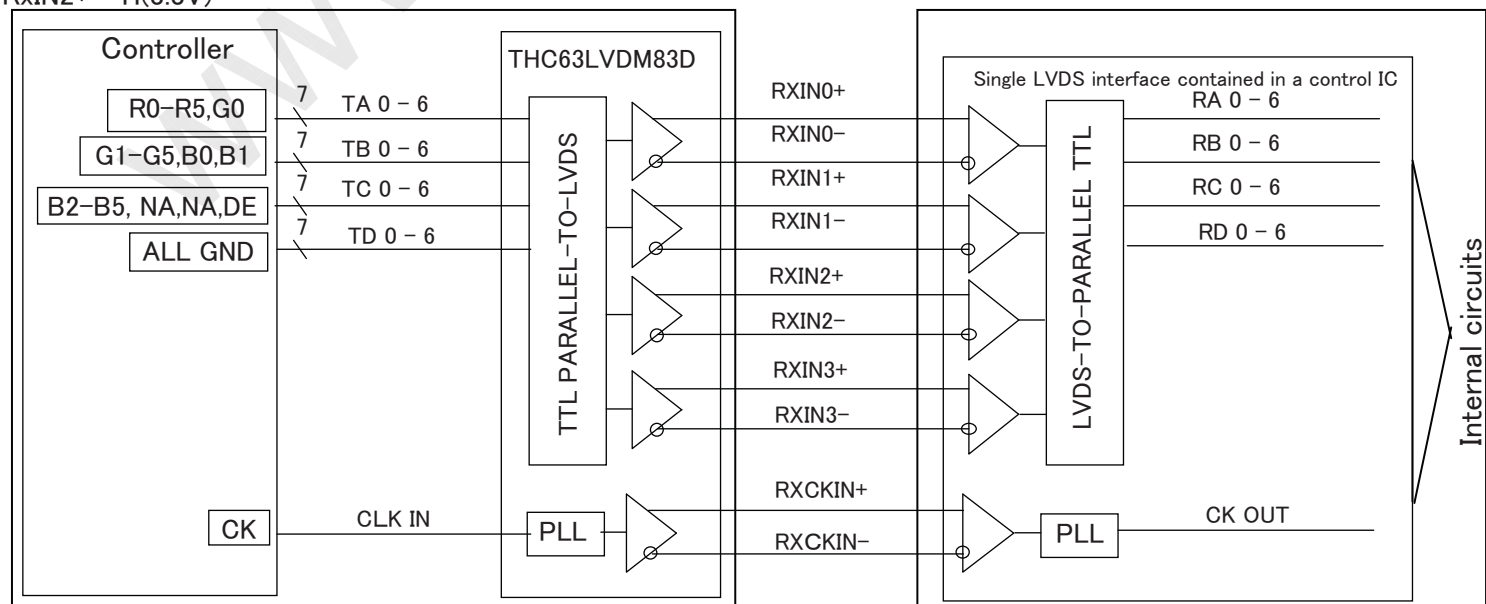 Controller
THC63LVDM83D
Single LVDS interface contained in a control IC
R0-R5,G0
7
TA 0 - 6
RXIN0+
RA 0 - 6
G1-G5,B0,B1
7
TB 0 - 6
RXIN0-
RB 0 - 6
B2-B5, NA,NA,DE
7
TC 0 - 6
RXIN1+
RC 0 - 6
ALL GND
7
TD 0 - 6
RXIN1-
RD 0 - 6
TTL PARALLEL-TO-LVDS
LVDS-TO-PARALLEL TTL
RXIN2+
RXIN2-
RXIN3+
RXIN3-
Internal circuits
CK
CLK IN
PLL
RXCKIN+
RXCKIN-
PLL
CK OUT